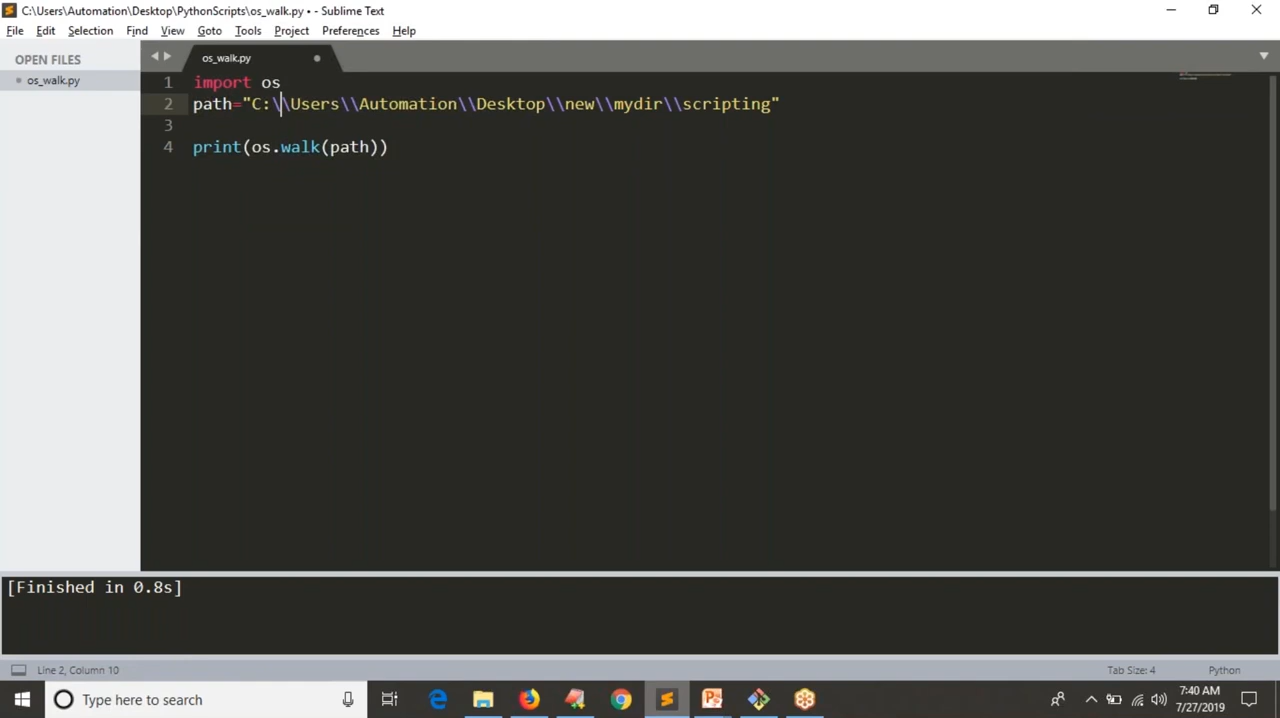 C:\Users\Automation\Desktop\PythonScripts\os_walk.py • - Sublime Text
File Edit Selection Find View Goto Tools Project Preferences Help
OPEN FILES
os_walk.py
os_walk.py
1 import os
2 path="C:\\Users\\Automation\\Desktop\\new\\mydir\\scripting"
3
4 print(os.walk(path))
[Finished in 0.8s]
Line 2, Column 10
Tab Size: 4
Python
Type here to search
7:40 AM
7/27/2019